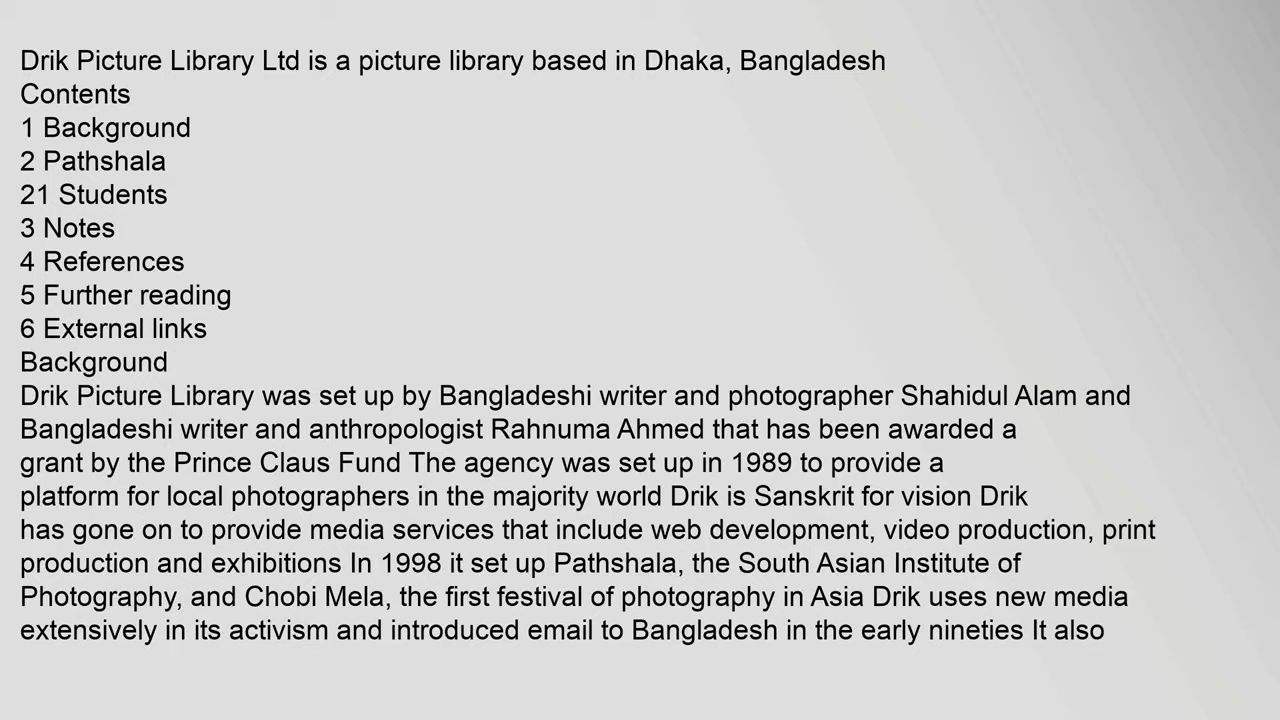 Drik Picture Library Ltd is a picture library based in Dhaka, Bangladesh
Contents
1 Background
2 Pathshala
21 Students
3 Notes
4 References
5 Further reading
6 External links
Background
Drik Picture Library was set up by Bangladeshi writer and photographer Shahidul Alam and
Bangladeshi writer and anthropologist Rahnuma Ahmed that has been awarded a
grant by the Prince Claus Fund The agency was set up in 1989 to provide a
platform for local photographers in the majority world Drik is Sanskrit for vision Drik
has gone on to provide media services that include web development, video production, print
production and exhibitions In 1998 it set up Pathshala, the South Asian Institute of
Photography, and Chobi Mela, the first festival of photography in Asia Drik uses new media
extensively in its activism and introduced email to Bangladesh in the early nineties It also